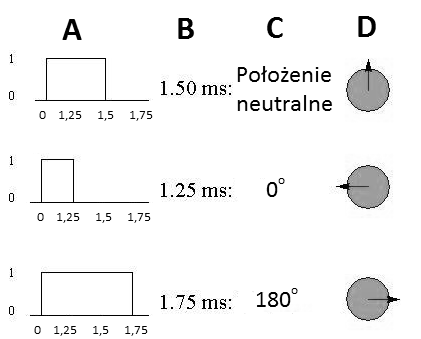 A B C D
1
0
0 1,25 1,5 1,75
1.50 ms:
Położenie
neutralne
1
0
0 1,25 1,5 1,75
1.25 ms:
0°
1
0
0 1,25 1,5 1,75
1.75 ms:
180°